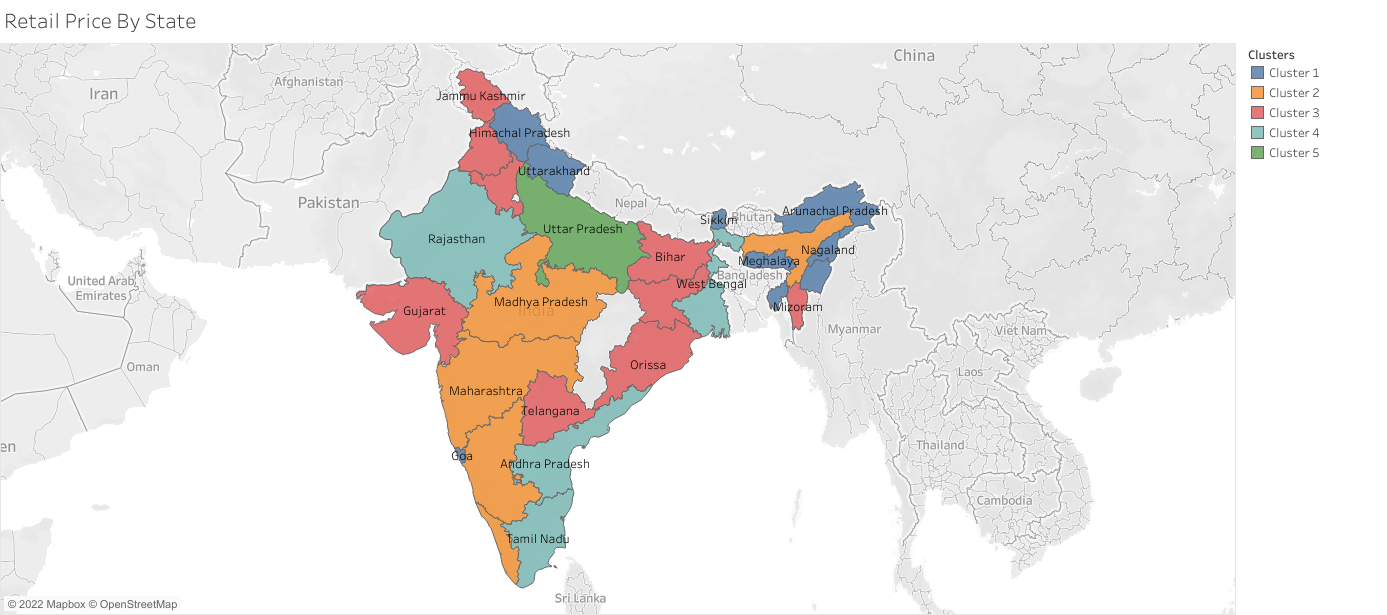 Retail Price By State
China
Clusters
Cluster 1
Cluster 2
Cluster 3
Cluster 4
Cluster 5
Afghanistan
Iran
Jammu Kashmir
Himachal Pradesh
Uttarakhand
Pakistan
Nepal
Sikkim
Bhutan
Arunachal Pradesh
Uttar Pradesh
Rajasthan
Nagaland
Bihar
Meghalaya
Bangladesh
United Arab
Emirates
West Bengal
Madhya Pradesh
India
Gujarat
Mizoram
Myanmar
Viet Nam
Oman
Orissa
Laos
Maharashtra
Telangana
en
Thailand
Goa
Andhra Pradesh
Cambodia
Tamil Nadu
Sri Lanka
© 2022 Mapbox © OpenStreetMap